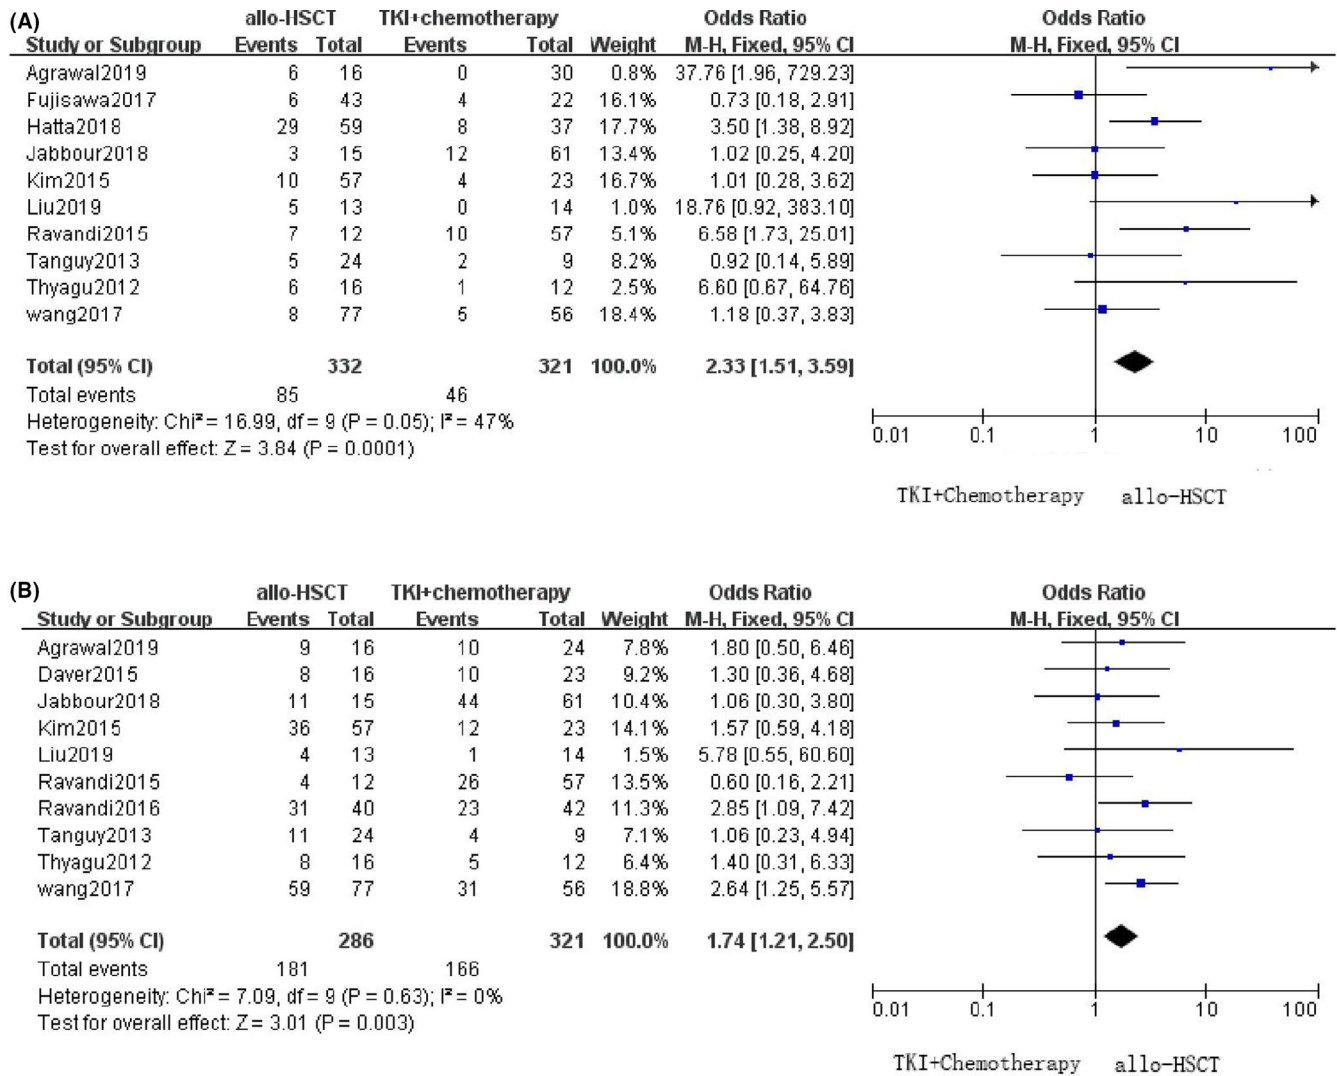 (A) allo-HSCT TKI+chemotherapy Odds Ratio Odds Ratio
Study or Subgroup Events Total Events Total Weight M-H, Fixed, 95% CI M-H, Fixed, 95% CI
Agrawal2019 6 16 0 30 0.8% 37.76 [1.96, 729.23]
Fujisawa2017 6 43 4 22 16.1% 0.73 [0.18, 2.91]
Hatta2018 29 59 8 37 17.7% 3.50 [1.38, 8.92]
Jabbour2018 3 15 12 61 13.4% 1.02 [0.25, 4.20]
Kim2015 10 57 4 23 16.7% 1.01 [0.28, 3.62]
Liu2019 5 13 0 14 1.0% 18.76 [0.92, 383.10]
Ravandi2015 7 12 10 57 5.1% 6.58 [1.73, 25.01]
Tanguy2013 5 24 2 9 8.2% 0.92 [0.14, 5.89]
Thyagu2012 6 16 1 12 2.5% 6.60 [0.67, 64.76]
wang2017 8 77 5 56 18.4% 1.18 [0.37, 3.83]
Total (95% CI) 332 321 100.0% 2.33 [1.51, 3.59]
Total events 85 46
Heterogeneity: Chi² = 16.99, df = 9 (P = 0.05); I² = 47%
Test for overall effect: Z = 3.84 (P = 0.0001)
0.01 0.1 1 10 100
TKI+Chemotherapy allo-HSCT
(B) allo-HSCT TKI+chemotherapy Odds Ratio Odds Ratio
Study or Subgroup Events Total Events Total Weight M-H, Fixed, 95% CI M-H, Fixed, 95% CI
Agrawal2019 9 16 10 24 7.8% 1.80 [0.50, 6.46]
Daver2015 8 16 10 23 9.2% 1.30 [0.36, 4.68]
Jabbour2018 11 15 44 61 10.4% 1.06 [0.30, 3.80]
Kim2015 36 57 12 23 14.1% 1.57 [0.59, 4.18]
Liu2019 4 13 1 14 1.5% 5.78 [0.55, 60.60]
Ravandi2015 4 12 26 57 13.5% 0.60 [0.16, 2.21]
Ravandi2016 31 40 23 42 11.3% 2.85 [1.09, 7.42]
Tanguy2013 11 24 4 9 7.1% 1.06 [0.23, 4.94]
Thyagu2012 8 16 5 12 6.4% 1.40 [0.31, 6.33]
wang2017 59 77 31 56 18.8% 2.64 [1.25, 5.57]
Total (95% CI) 286 321 100.0% 1.74 [1.21, 2.50]
Total events 181 166
Heterogeneity: Chi² = 7.09, df = 9 (P = 0.63); I² = 0%
Test for overall effect: Z = 3.01 (P = 0.003)
0.01 0.1 1 10 100
TKI+Chemotherapy allo-HSCT